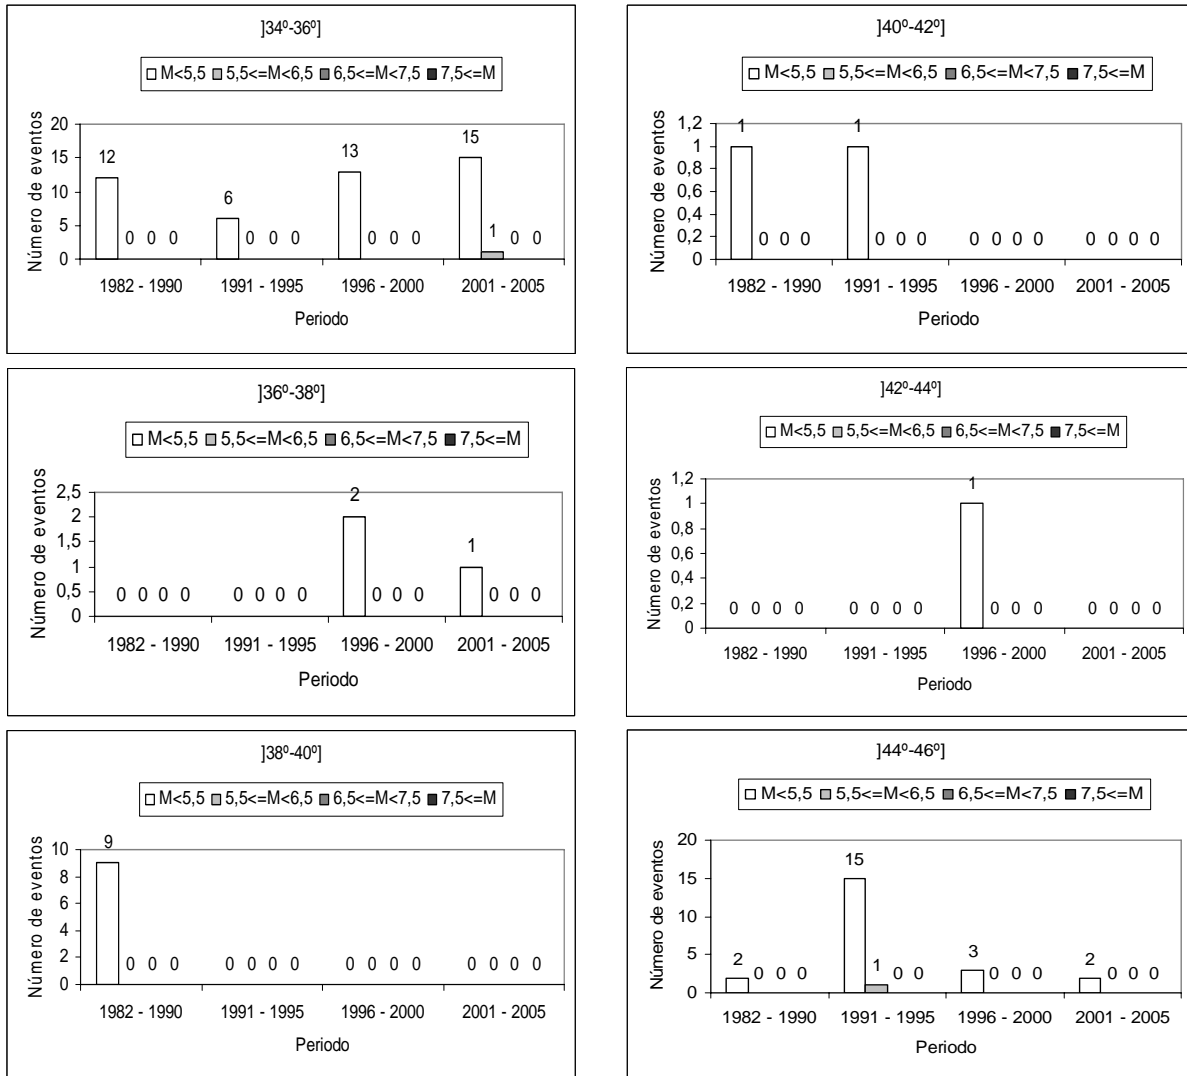 ]34º-36º]
M<5,5 5,5<=M<6,5 6,5<=M<7,5 7,5<=M
Número de eventos
20
15
10
5
0
12 0 0 0 6 0 0 0 13 0 0 0 15 1 0 0
1982 - 1990 1991 - 1995 1996 - 2000 2001 - 2005
Periodo
]40º-42º]
M<5,5 5,5<=M<6,5 6,5<=M<7,5 7,5<=M
Número de eventos
1,2
1
0,8
0,6
0,4
0,2
0
1 0 0 0 1 0 0 0 0 0 0 0 0 0 0 0
1982 - 1990 1991 - 1995 1996 - 2000 2001 - 2005
Periodo
]36º-38º]
M<5,5 5,5<=M<6,5 6,5<=M<7,5 7,5<=M
Número de eventos
2,5
2
1,5
1
0,5
0
0 0 0 0 0 0 0 0 2 0 0 0 1 0 0 0
1982 - 1990 1991 - 1995 1996 - 2000 2001 - 2005
Periodo
]42º-44º]
M<5,5 5,5<=M<6,5 6,5<=M<7,5 7,5<=M
Número de eventos
1,2
1
0,8
0,6
0,4
0,2
0
0 0 0 0 0 0 0 0 1 0 0 0 0 0 0 0
1982 - 1990 1991 - 1995 1996 - 2000 2001 - 2005
Periodo
]38º-40º]
M<5,5 5,5<=M<6,5 6,5<=M<7,5 7,5<=M
Número de eventos
10
8
6
4
2
0
9 0 0 0 0 0 0 0 0 0 0 0 0 0 0 0
1982 - 1990 1991 - 1995 1996 - 2000 2001 - 2005
Periodo
]44º-46º]
M<5,5 5,5<=M<6,5 6,5<=M<7,5 7,5<=M
Número de eventos
20
15
10
5
0
2 0 0 0 15 1 0 0 3 0 0 0 2 0 0 0
1982 - 1990 1991 - 1995 1996 - 2000 2001 - 2005
Periodo